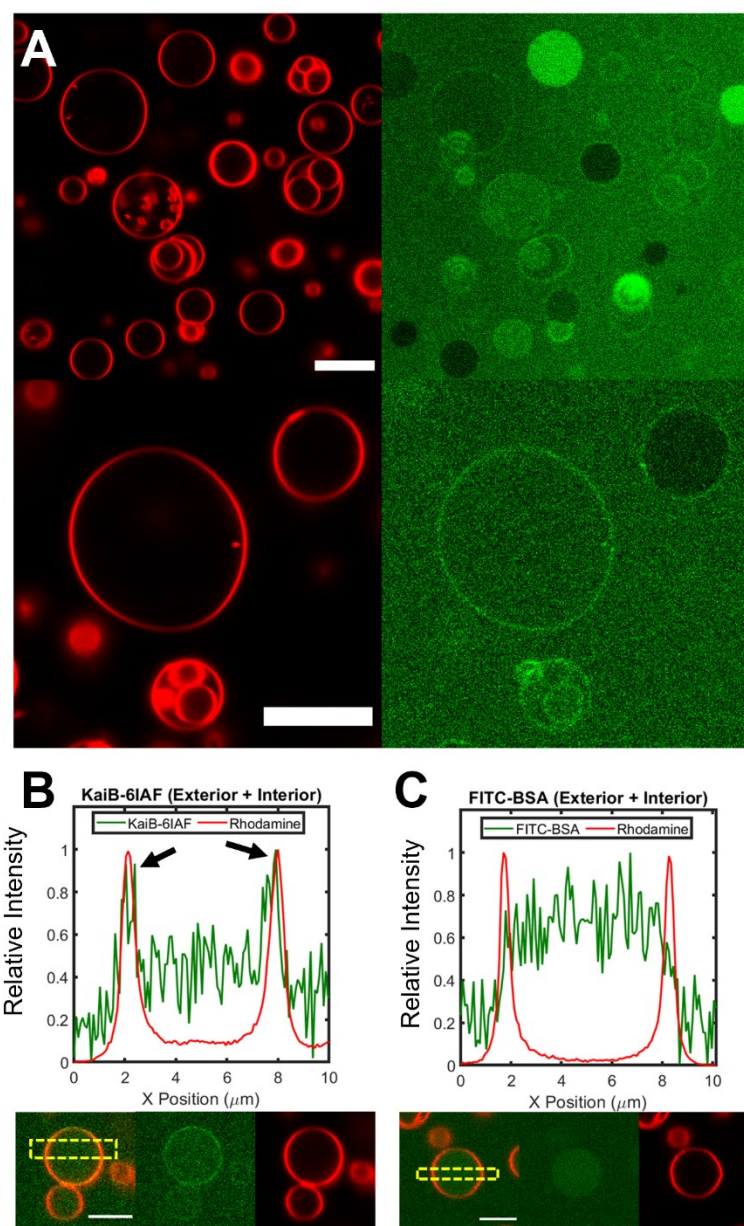 A
B
KaiB-6IAF (Exterior + Interior)
KaiB-6IAF Rhodamine
Relative Intensity
1
0.8
0.6
0.4
0.2
0
0 2 4 6 8 10
X Position (μm)
C
FITC-BSA (Exterior + Interior)
FITC-BSA Rhodamine
Relative Intensity
1
0.8
0.6
0.4
0.2
0
0 2 4 6 8 10
X Position (μm)